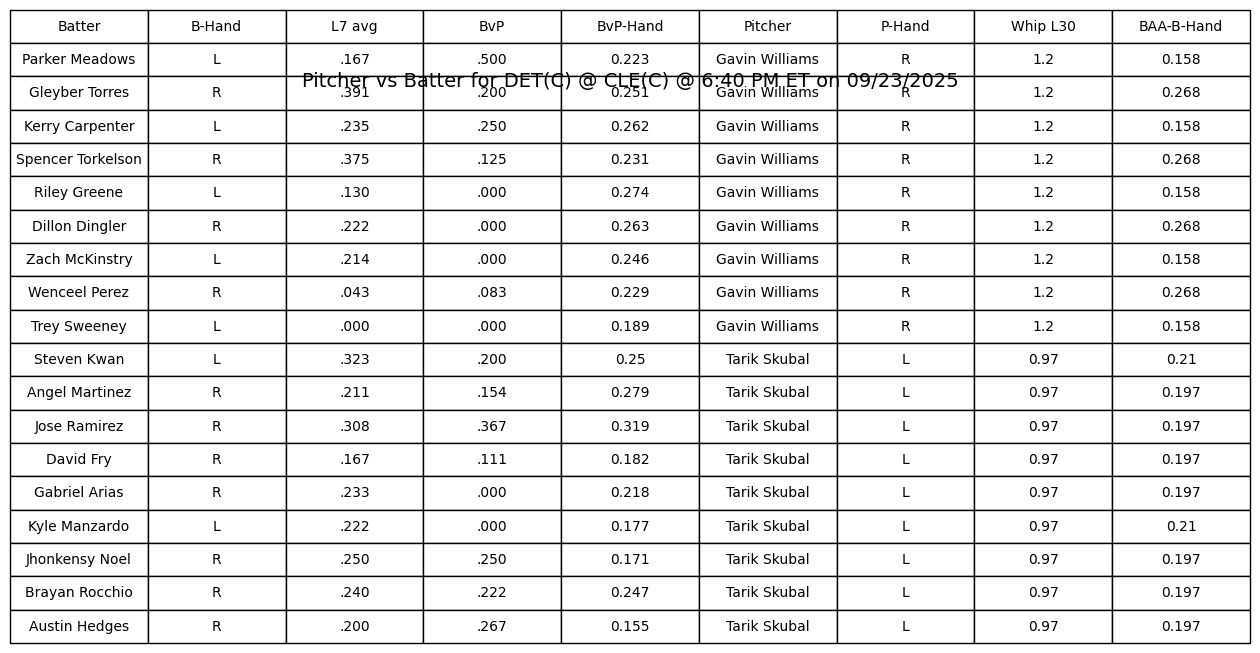 Batter B-Hand L7 avg BvP BvP-Hand Pitcher P-Hand Whip L30 BAA-B-Hand
Parker Meadows L .167 .500 0.223 Gavin Williams R 1.2 0.158
Pitcher vs Batter for DET(C) @ CLE(C) @ 6:40 PM ET on 09/23/2025
Gleyber Torres R .391 .200 0.251 Gavin Williams R 1.2 0.268
Kerry Carpenter L .235 .250 0.262 Gavin Williams R 1.2 0.158
Spencer Torkelson R .375 .125 0.231 Gavin Williams R 1.2 0.268
Riley Greene L .130 .000 0.274 Gavin Williams R 1.2 0.158
Dillon Dingler R .222 .000 0.263 Gavin Williams R 1.2 0.268
Zach McKinstry L .214 .000 0.246 Gavin Williams R 1.2 0.158
Wenceel Perez R .043 .083 0.229 Gavin Williams R 1.2 0.268
Trey Sweeney L .000 .000 0.189 Gavin Williams R 1.2 0.158
Steven Kwan L .323 .200 0.25 Tarik Skubal L 0.97 0.21
Angel Martinez R .211 .154 0.279 Tarik Skubal L 0.97 0.197
Jose Ramirez R .308 .367 0.319 Tarik Skubal L 0.97 0.197
David Fry R .167 .111 0.182 Tarik Skubal L 0.97 0.197
Gabriel Arias R .233 .000 0.218 Tarik Skubal L 0.97 0.197
Kyle Manzardo L .222 .000 0.177 Tarik Skubal L 0.97 0.21
Jhonkensy Noel R .250 .250 0.171 Tarik Skubal L 0.97 0.197
Brayan Rocchio R .240 .222 0.247 Tarik Skubal L 0.97 0.197
Austin Hedges R .200 .267 0.155 Tarik Skubal L 0.97 0.197